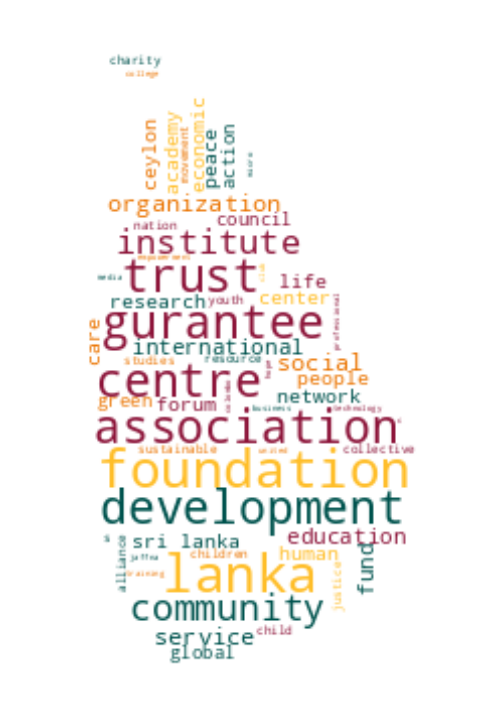 charity
college
ceylon
academy
movement
economic
peace
action
micro
organization
council
nation
institute
empowerment
trust
media
life
research
youth
center
professional
gurantee
care
international
studies
resource
social
centre
people
green
forum
network
business
technology
association
sustainable
united
collective
foundation
development
s
sri lanka
education
alliance
jaffna
children
human
fund
training
lanka
justice
community
service
child
global